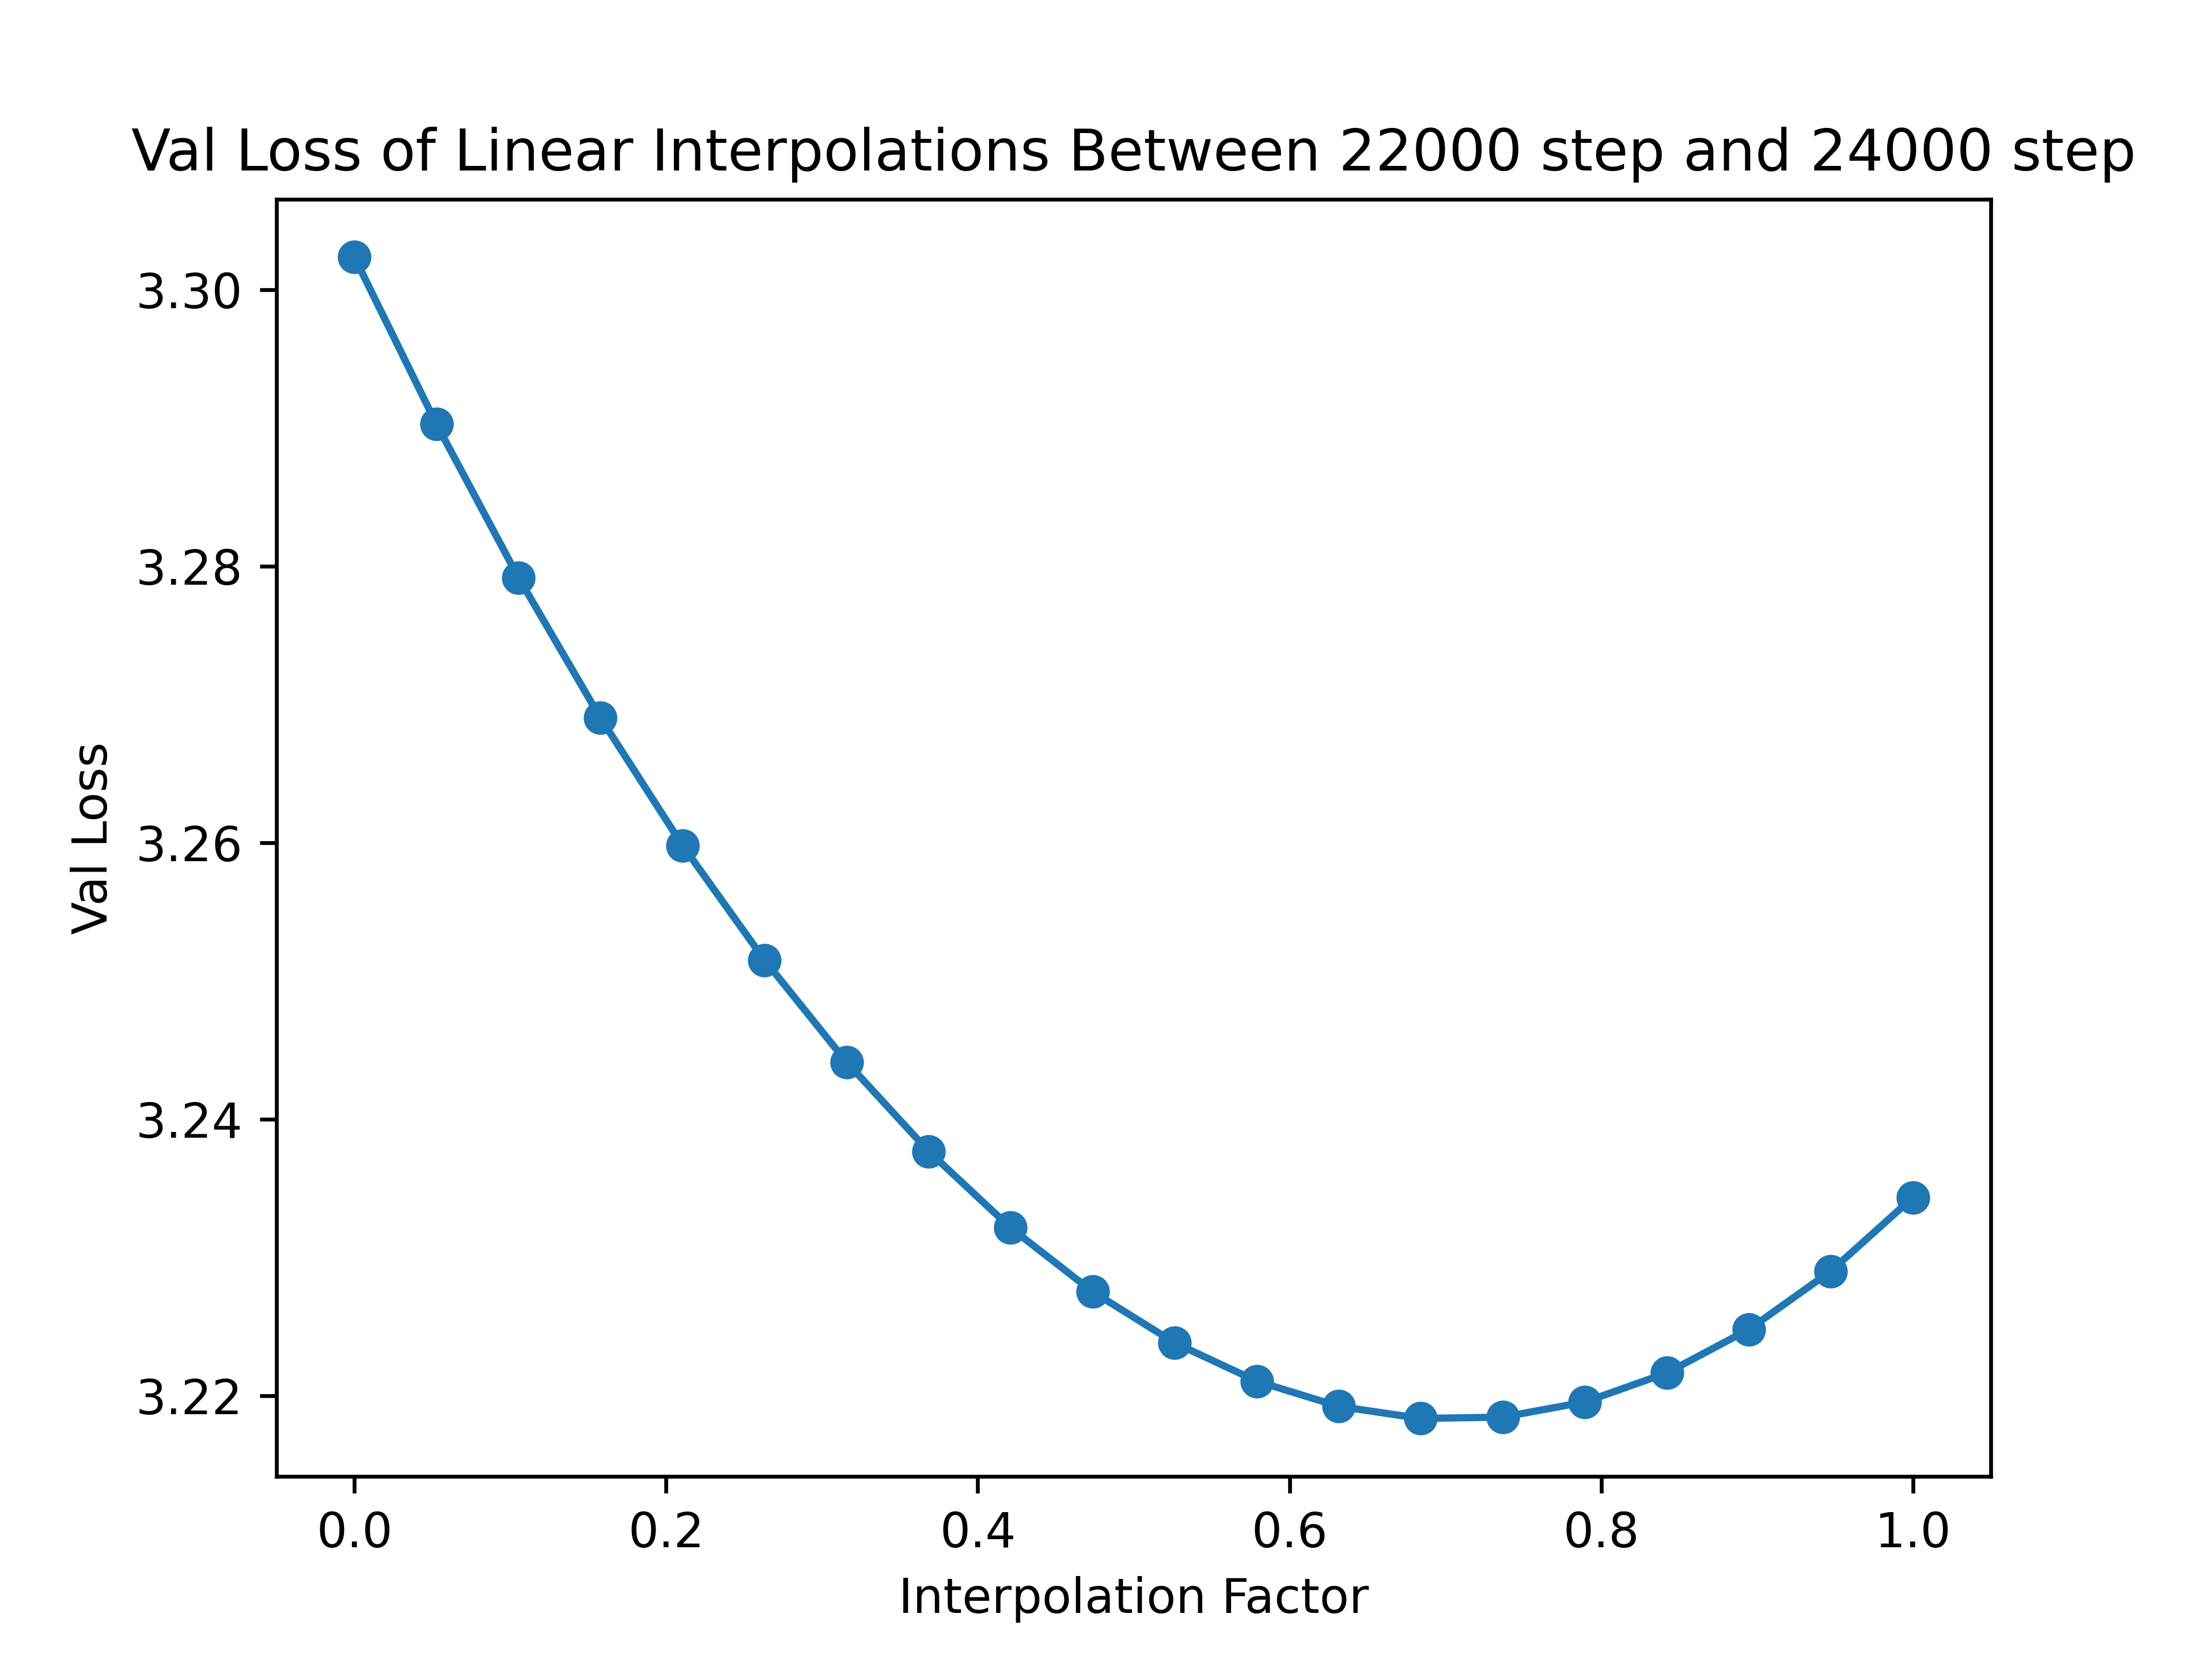 Val Loss of Linear Interpolations Between 22000 step and 24000 step
Val Loss
3.30
3.28
3.26
3.24
3.22
0.0 0.2 0.4 0.6 0.8 1.0
Interpolation Factor